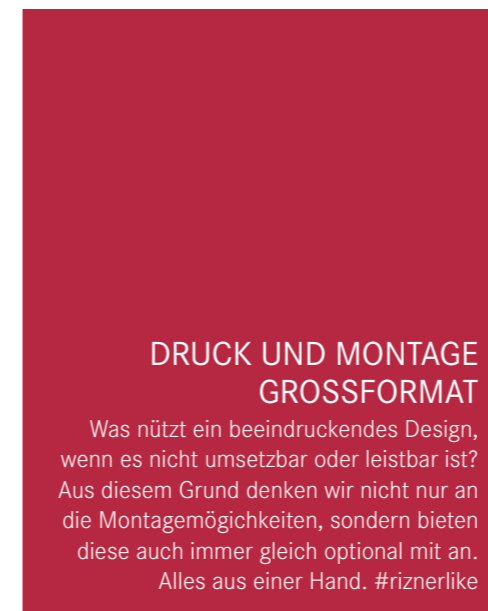 DRUCK UND MONTAGE
GROSSFORMAT
Was nützt ein beeindruckendes Design,
wenn es nicht umsetzbar oder leistbar ist?
Aus diesem Grund denken wir nicht nur an
die Montagemögichkeiten, sondern bieten
diese auch immer gleich optional mit an.
Alles aus einer Hand. #riznerlike